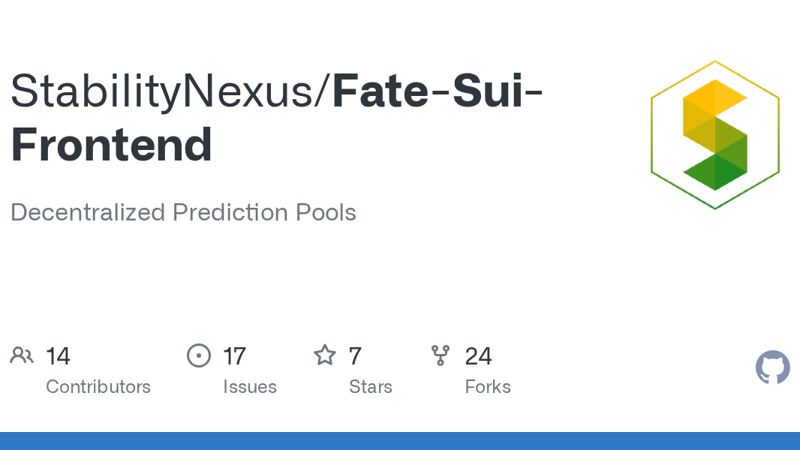 StabilityNexus/Fate-Sui-
Frontend
Decentralized Prediction Pools
14 17 7 24
Contributors Issues Stars Forks